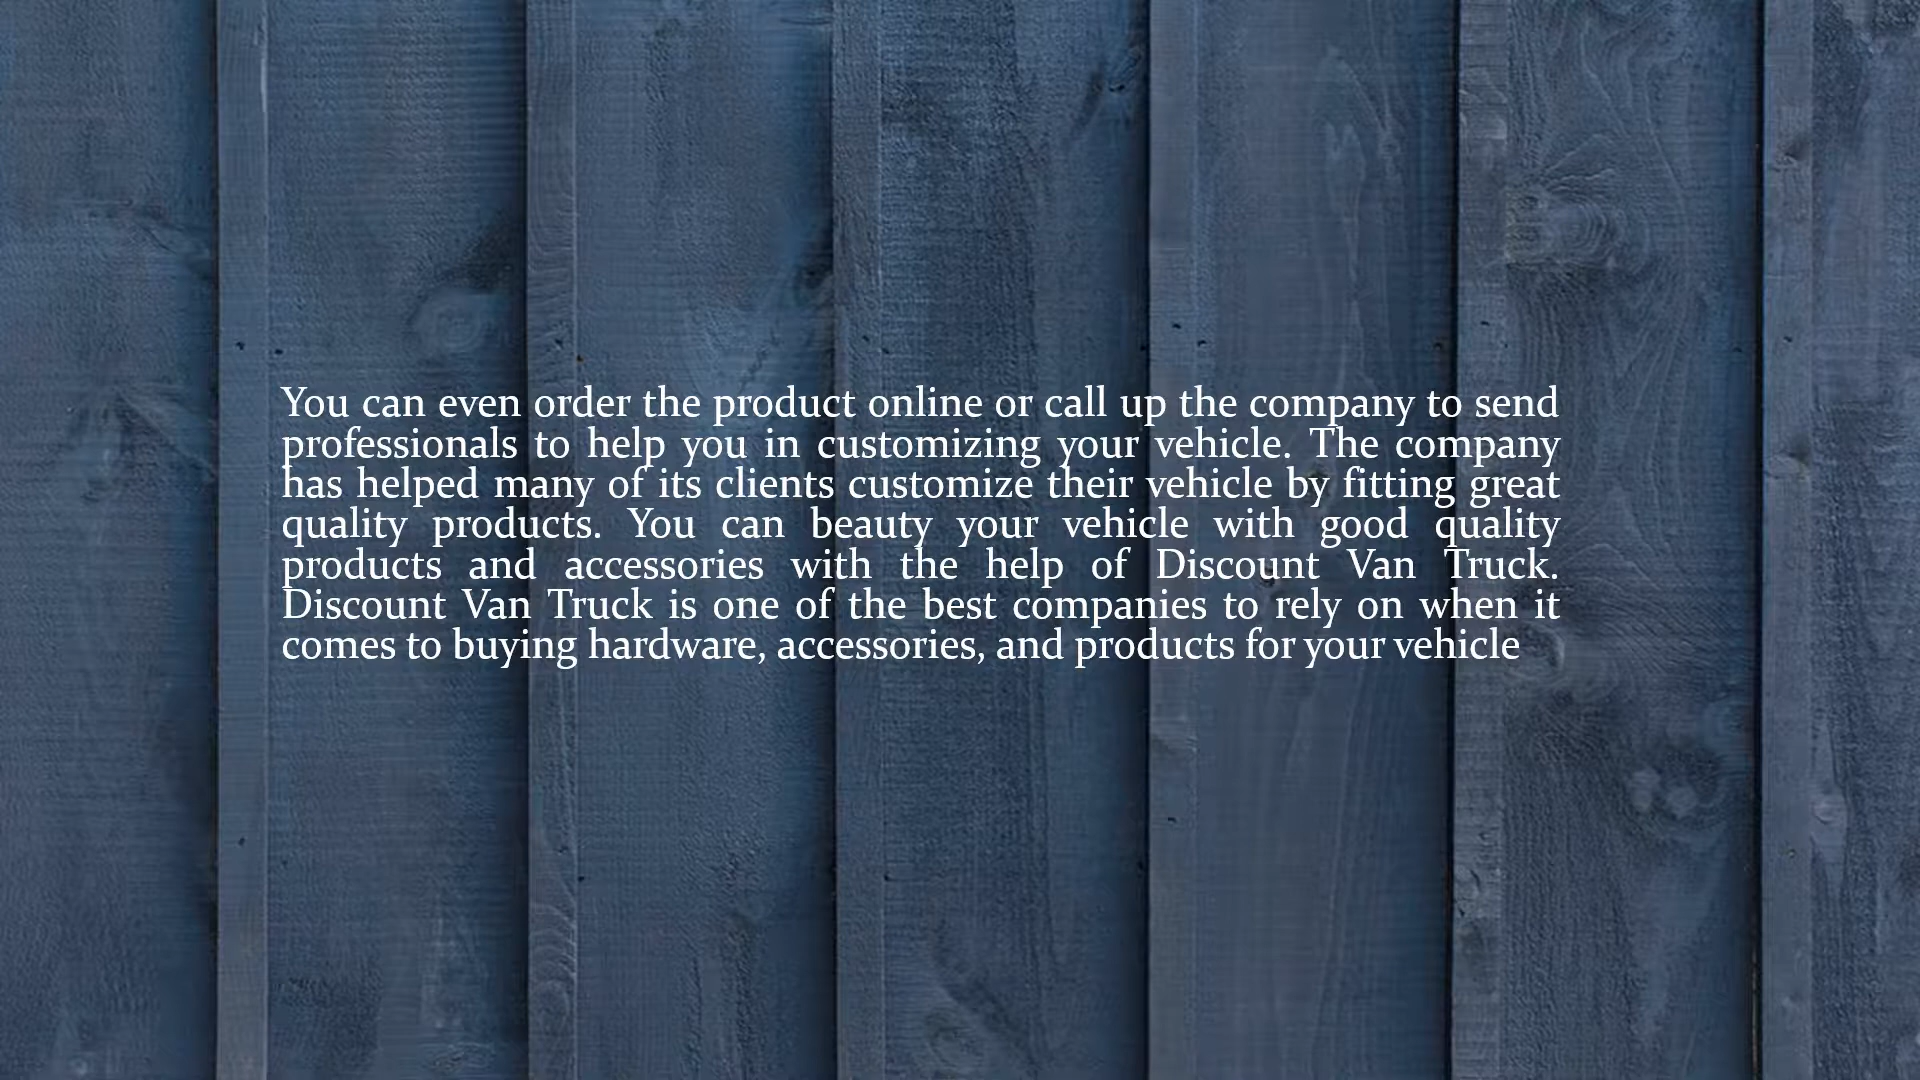 You can even order the product online or call up the company to send
professionals to help you in customizing your vehicle. The company
has helped many of its clients customize their vehicle by fitting great
quality products. You can beauty your vehicle with good quality
products and accessories with the help of Discount Van Truck.
Discount Van Truck is one of the best companies to rely on when it
comes to buying hardware, accessories, and products for your vehicle